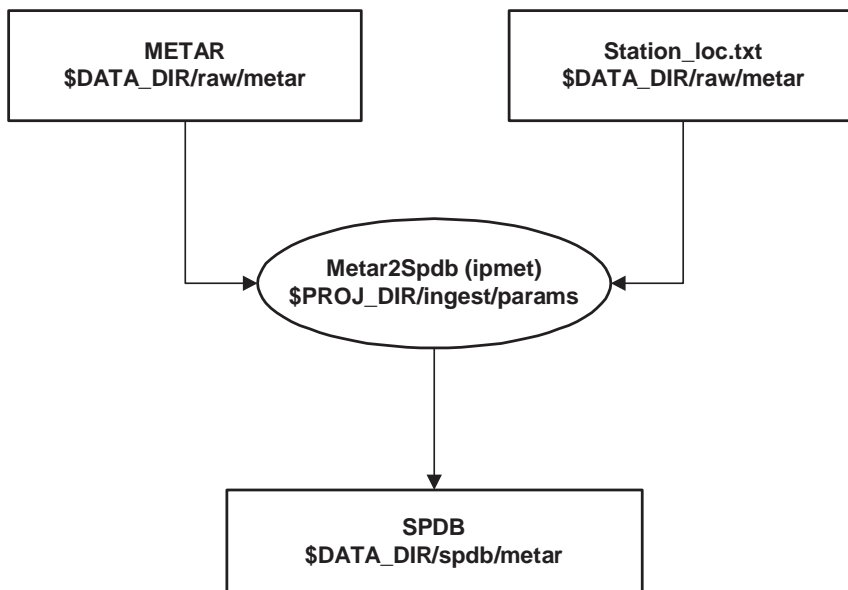 METAR
$DATA_DIR/raw/metar
Station_loc.txt
$DATA_DIR/raw/metar
Metar2Spdb (ipmet)
$PROJ_DIR/ingest/params
SPDB
$DATA_DIR/spdb/metar